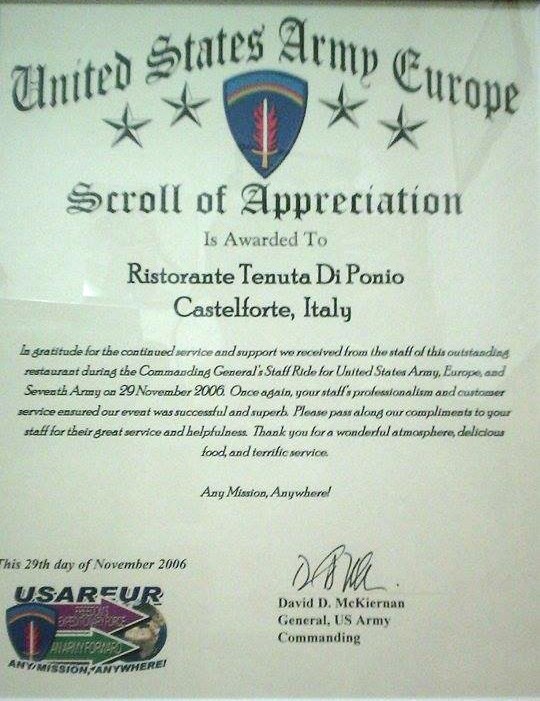 United States Army Europe
Scroll of Appreciation
Is Awarded To
Ristorante Tenuta Di Ponio
Castelforte, Italy
In gratitude for the continued service and support we received from the staff of this outstanding
restaurant during the Commanding General's Staff Ride for United States Army, Europe, and
Seventh Army on 29 November 2006. Once again, your staff's professionalism and customer
service ensured our event was successful and superb. Please pass along our compliments to your
staff for their great service and helpfulness. Thank you for a wonderful atmosphere, delicious
food, and terrific service.
Any Mission, Anywhere!
This 29th day of November 2006
David D. McKiernan
General, US Army
Commanding
USAREUR
FREEDOM'S
EXPEDITIONARY FORCE
AN ARMY FORWARD
ANY MISSION, ANYWHERE!